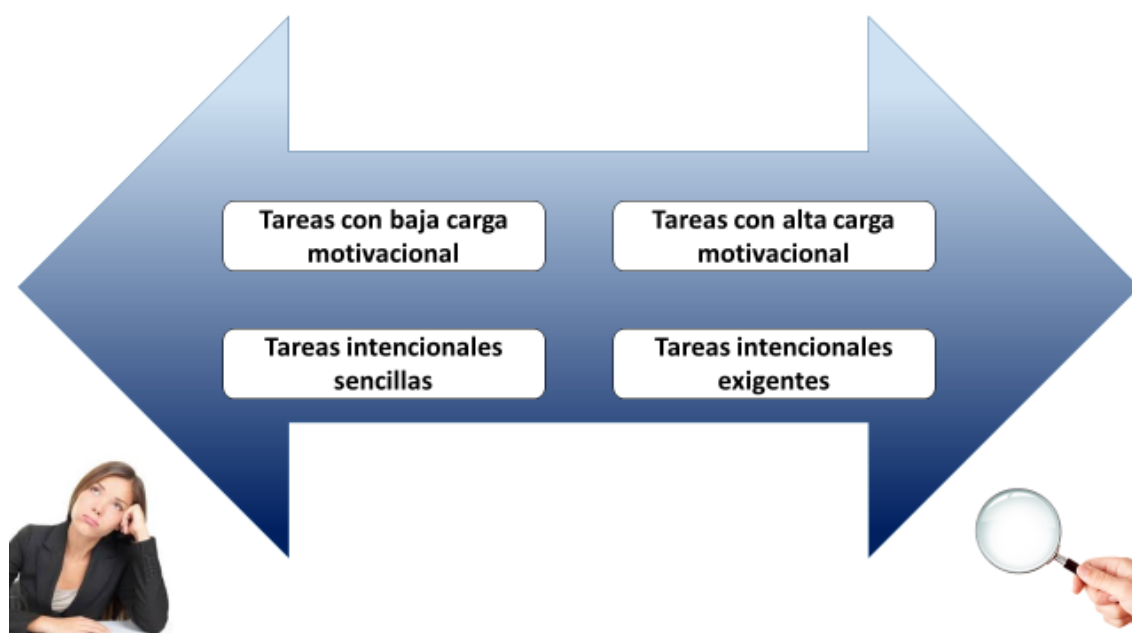 Tareas con baja carga
motivacional
Tareas con alta carga
motivacional
Tareas intencionales
sencillas
Tareas intencionales
exigentes